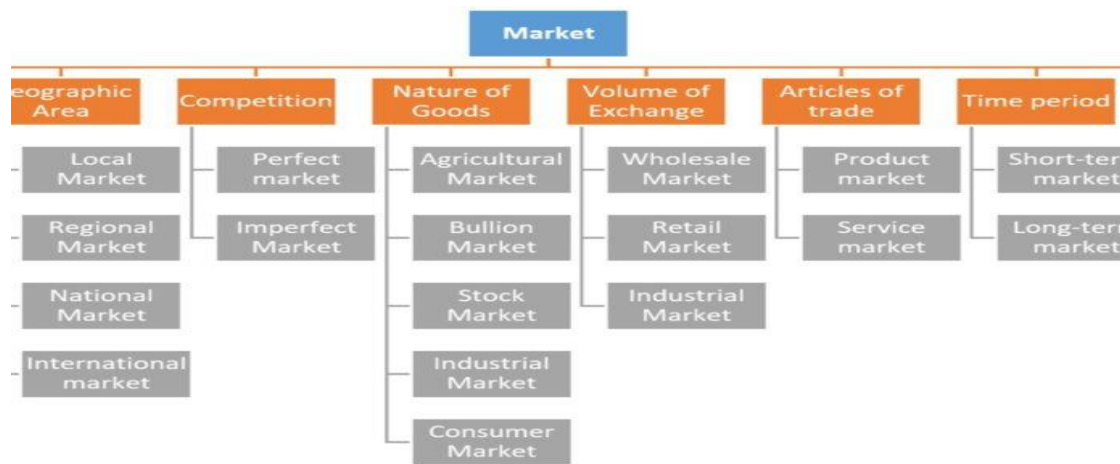 Market
eographic
Area
Competition
Nature of
Goods
Volume of
Exchange
Articles of
trade
Time period
Local
Market
Regional
Market
National
Market
International
market
Perfect
market
Imperfect
Market
Agricultural
Market
Bullion
Market
Stock
Market
Industrial
Market
Consumer
Market
Wholesale
Market
Retail
Market
Industrial
Market
Product
market
Service
market
Short-ter
market
Long-ter
market